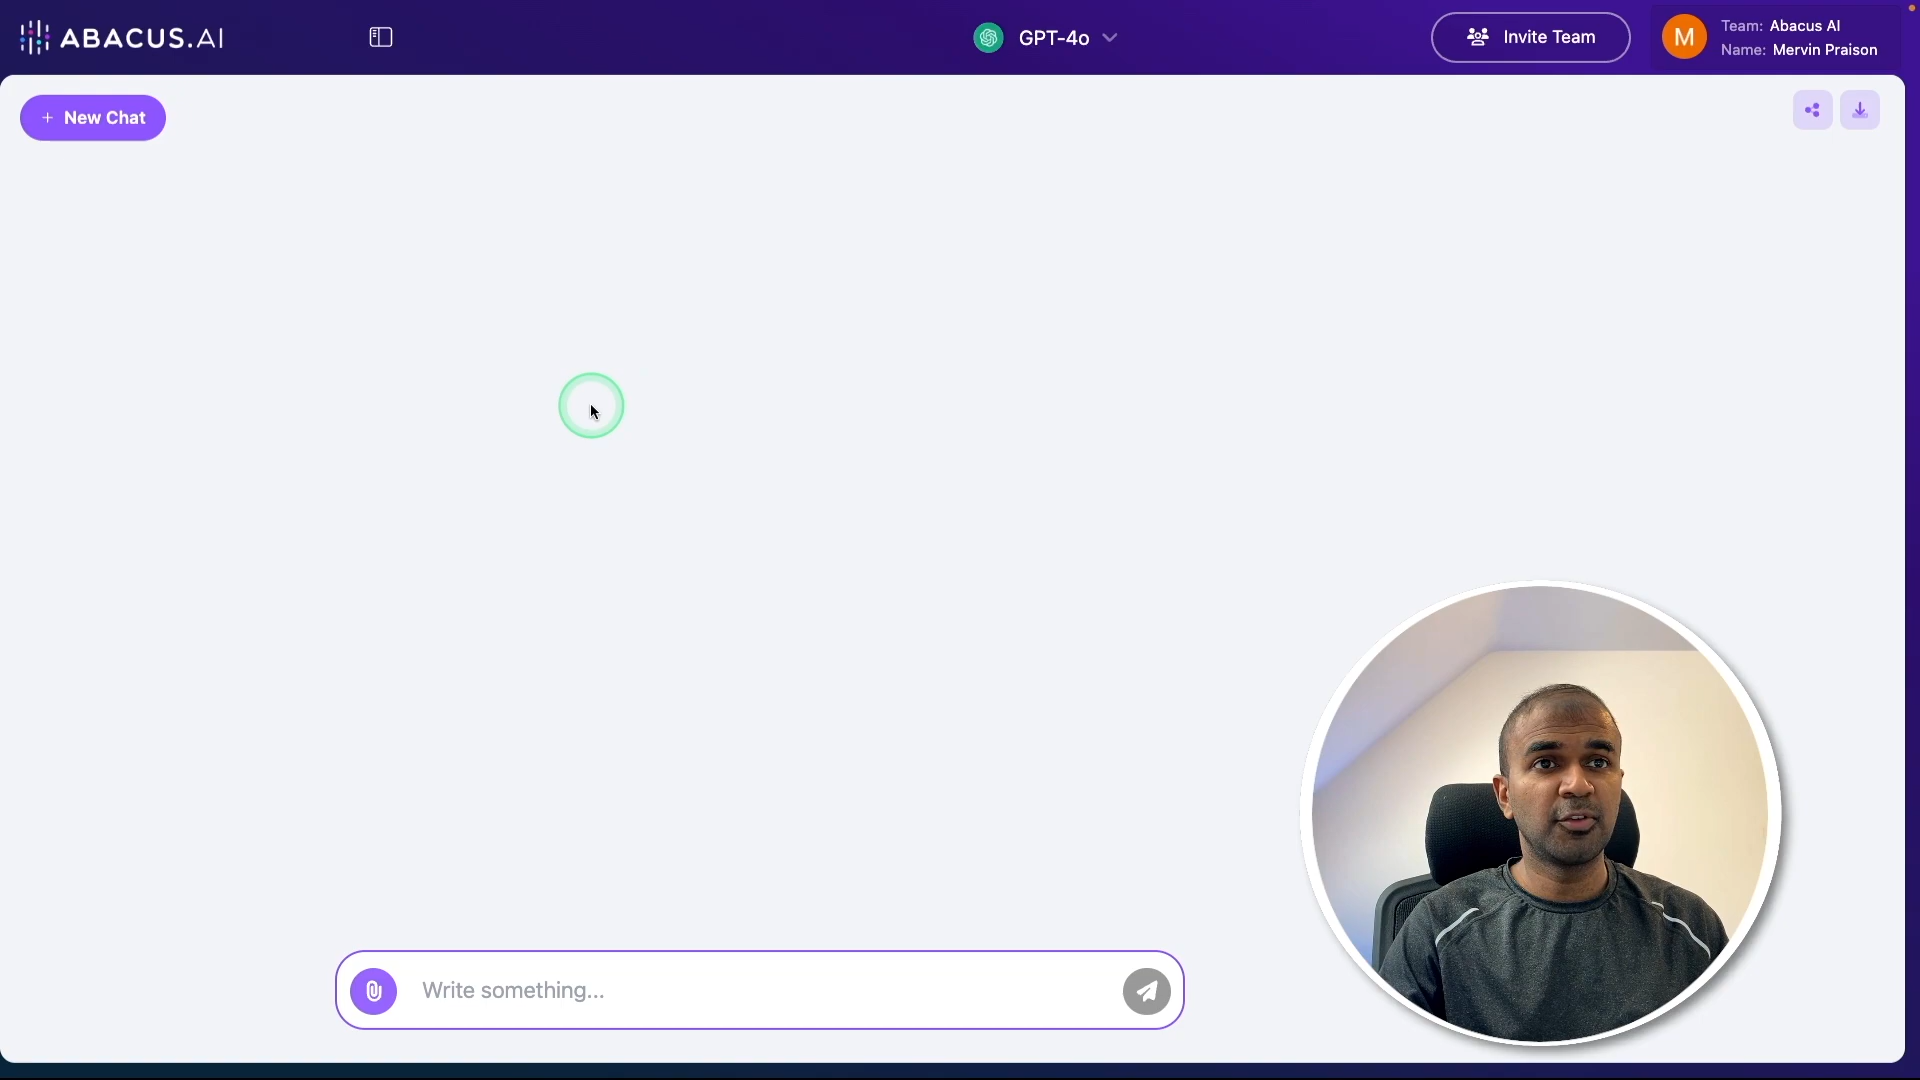 ABACUS.AI
GPT-4o
Invite Team
M
Team: Abacus AI
Name: Mervin Praison
+ New Chat
Write something...